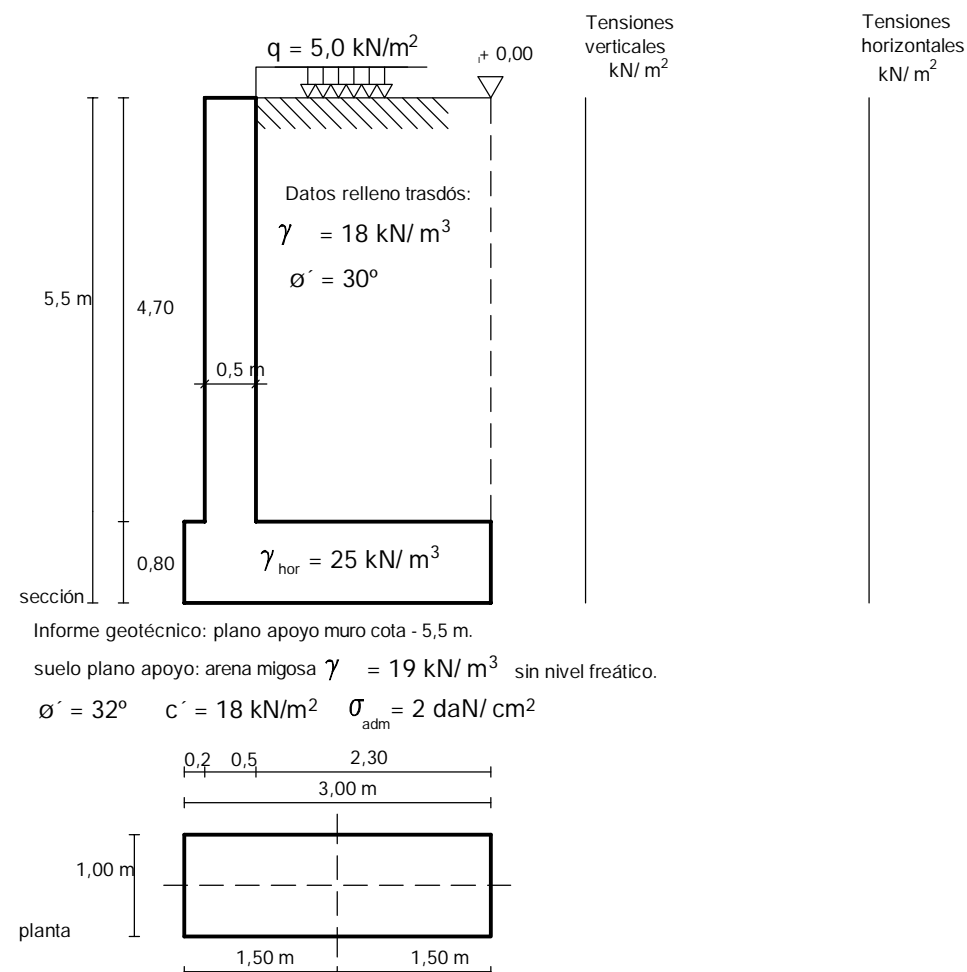 Tensiones
verticales
kN/ m²
Tensiones
horizontales
kN/ m²
q = 5,0 kN/m²
+ 0,00
Datos relleno trasdós:
γ = 18 kN/ m³
ø´ = 30º
5,5 m
4,70
0,5 m
0,80
γhor = 25 kN/ m³
sección
Informe geotécnico: plano apoyo muro cota - 5,5 m.
suelo plano apoyo: arena migosa γ = 19 kN/ m³ sin nivel freático.
ø´ = 32º c´ = 18 kN/m² σadm = 2 daN/ cm²
0,2 0,5 2,30
3,00 m
1,00 m
planta
1,50 m 1,50 m